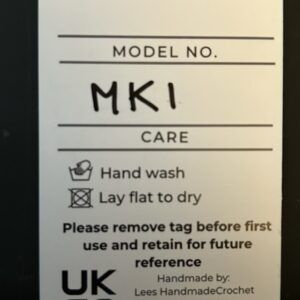 MODEL NO.
MK1
CARE
Hand wash
Lay flat to dry
Please remove tag before first
use and retain for future
reference
UK
Handmade by:
Lees HandmadeCrochet